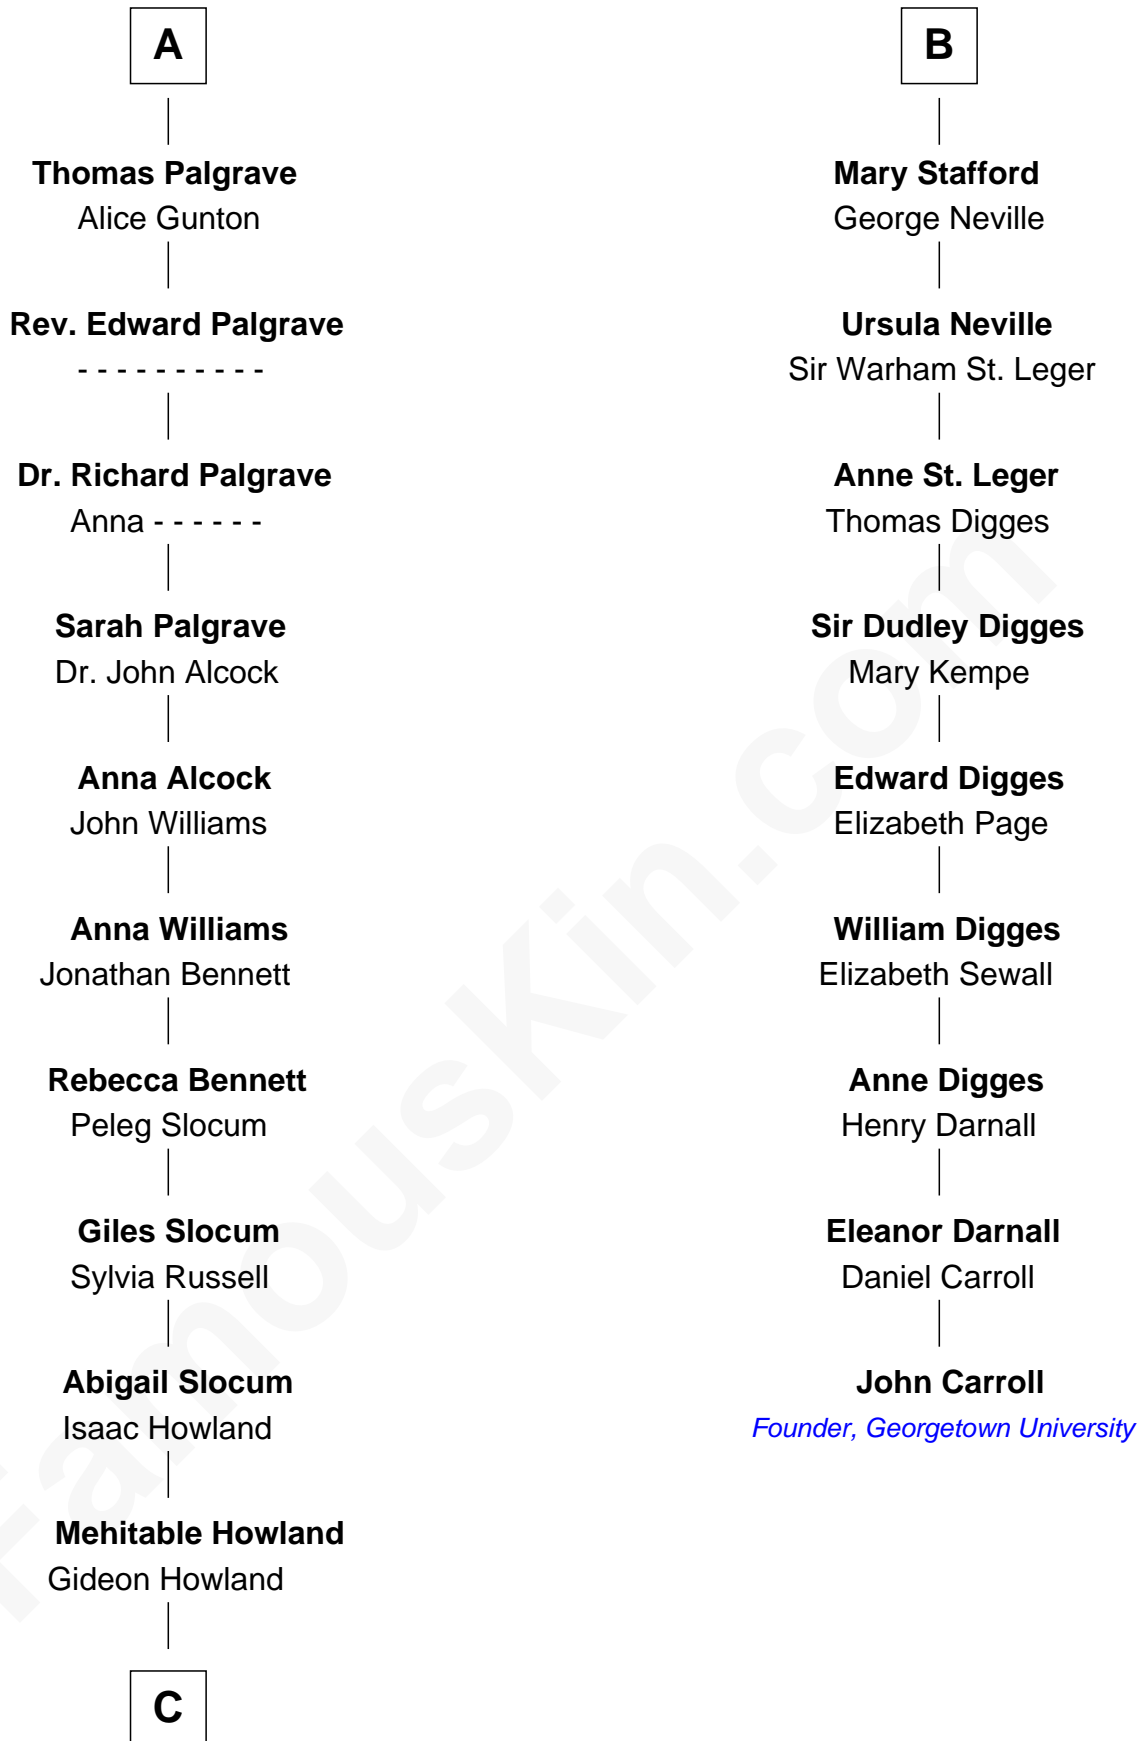 A
Thomas Palgrave
Alice Gunton
Rev. Edward Palgrave
- - - - - - - - - -
Dr. Richard Palgrave
Anna - - - - - -
Sarah Palgrave
Dr. John Alcock
Anna Alcock
John Williams
Anna Williams
Jonathan Bennett
Rebecca Bennett
Peleg Slocum
Giles Slocum
Sylvia Russell
Abigail Slocum
Isaac Howland
Mehitable Howland
Gideon Howland
C
B
Mary Stafford
George Neville
Ursula Neville
Sir Warham St. Leger
Anne St. Leger
Thomas Digges
Sir Dudley Digges
Mary Kempe
Edward Digges
Elizabeth Page
William Digges
Elizabeth Sewall
Anne Digges
Henry Darnall
Eleanor Darnall
Daniel Carroll
John Carroll
Founder, Georgetown University
FamousKin.com